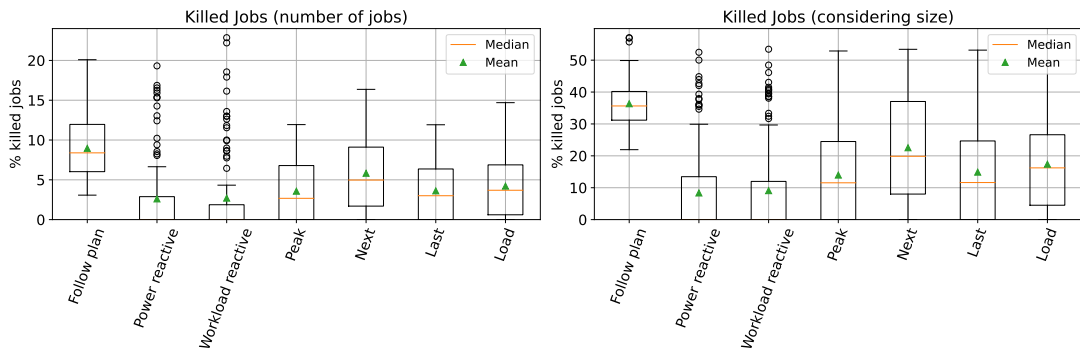 Killed Jobs (number of jobs)
% killed jobs
20
15
10
5
0
Median
Mean
Follow plan
Power reactive
Workload reactive
Peak
Next
Last
Load
Killed Jobs (considering size)
% killed jobs
50
40
30
20
10
0
Median
Mean
Follow plan
Power reactive
Workload reactive
Peak
Next
Last
Load